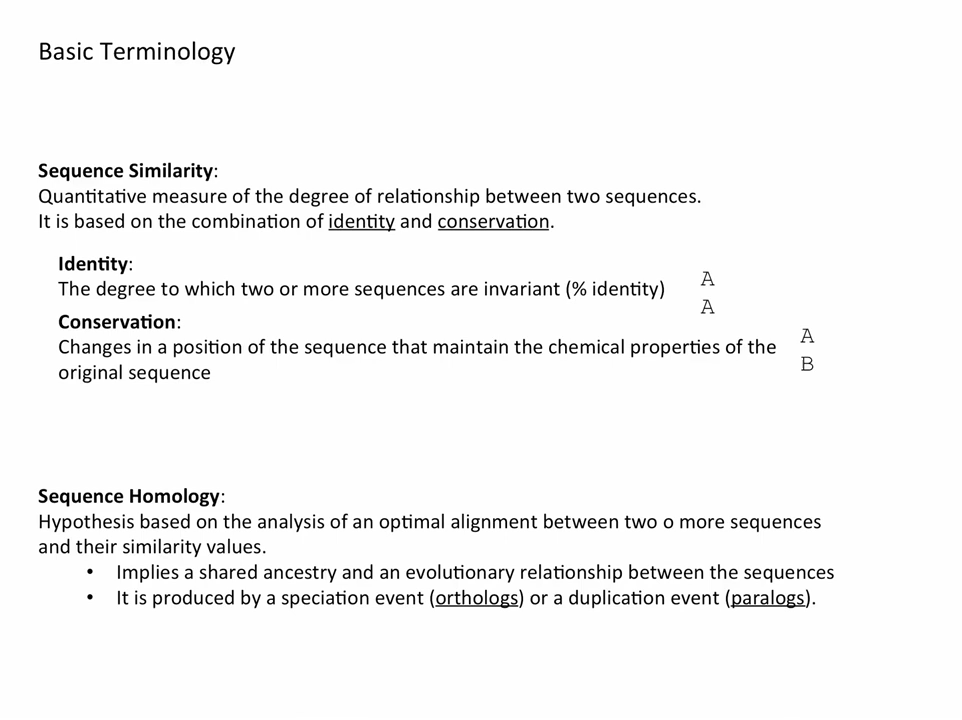 Basic Terminology
Sequence Similarity:
Quantitative measure of the degree of relationship between two sequences.
It is based on the combination of identity and conservation.
Identity:
The degree to which two or more sequences are invariant (% identity)
A
A
Conservation:
Changes in a position of the sequence that maintain the chemical properties of the
original sequence
A
B
Sequence Homology:
Hypothesis based on the analysis of an optimal alignment between two o more sequences
and their similarity values.
• Implies a shared ancestry and an evolutionary relationship between the sequences
• It is produced by a speciation event (orthologs) or a duplication event (paralogs).